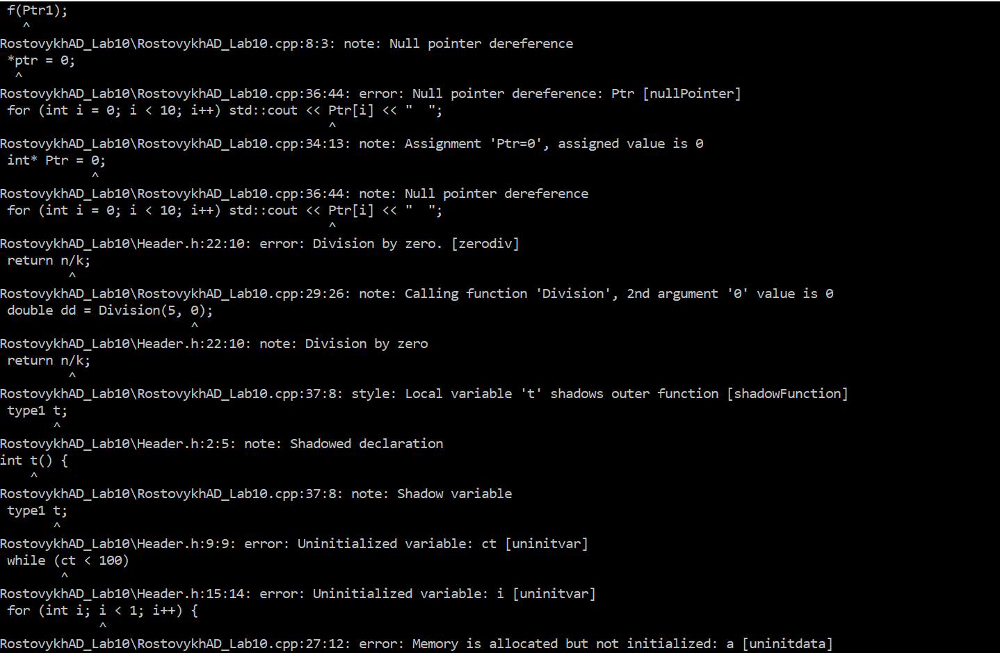 f(Ptr1);
^
RostovykhAD_Lab10\RostovykhAD_Lab10.cpp:8:3: note: Null pointer dereference
*ptr = 0;
^
RostovykhAD_Lab10\RostovykhAD_Lab10.cpp:36:44: error: Null pointer dereference: Ptr [nullPointer]
for (int i = 0; i < 10; i++) std::cout << Ptr[i] << "  ";
^
RostovykhAD_Lab10\RostovykhAD_Lab10.cpp:34:13: note: Assignment 'Ptr=0', assigned value is 0
int* Ptr = 0;
^
RostovykhAD_Lab10\RostovykhAD_Lab10.cpp:36:44: note: Null pointer dereference
for (int i = 0; i < 10; i++) std::cout << Ptr[i] << "  ";
^
RostovykhAD_Lab10\Header.h:22:10: error: Division by zero. [zerodiv]
return n/k;
^
RostovykhAD_Lab10\RostovykhAD_Lab10.cpp:29:26: note: Calling function 'Division', 2nd argument '0' value is 0
double dd = Division(5, 0);
^
RostovykhAD_Lab10\Header.h:22:10: note: Division by zero
return n/k;
^
RostovykhAD_Lab10\RostovykhAD_Lab10.cpp:37:8: style: Local variable 't' shadows outer function [shadowFunction]
type1 t;
^
RostovykhAD_Lab10\Header.h:2:5: note: Shadowed declaration
int t() {
^
RostovykhAD_Lab10\RostovykhAD_Lab10.cpp:37:8: note: Shadow variable
type1 t;
^
RostovykhAD_Lab10\Header.h:9:9: error: Uninitialized variable: ct [uninitvar]
while (ct < 100)
^
RostovykhAD_Lab10\Header.h:15:14: error: Uninitialized variable: i [uninitvar]
for (int i; i < 1; i++) {
^
RostovykhAD_Lab10\RostovykhAD_Lab10.cpp:27:12: error: Memory is allocated but not initialized: a [uninitdata]